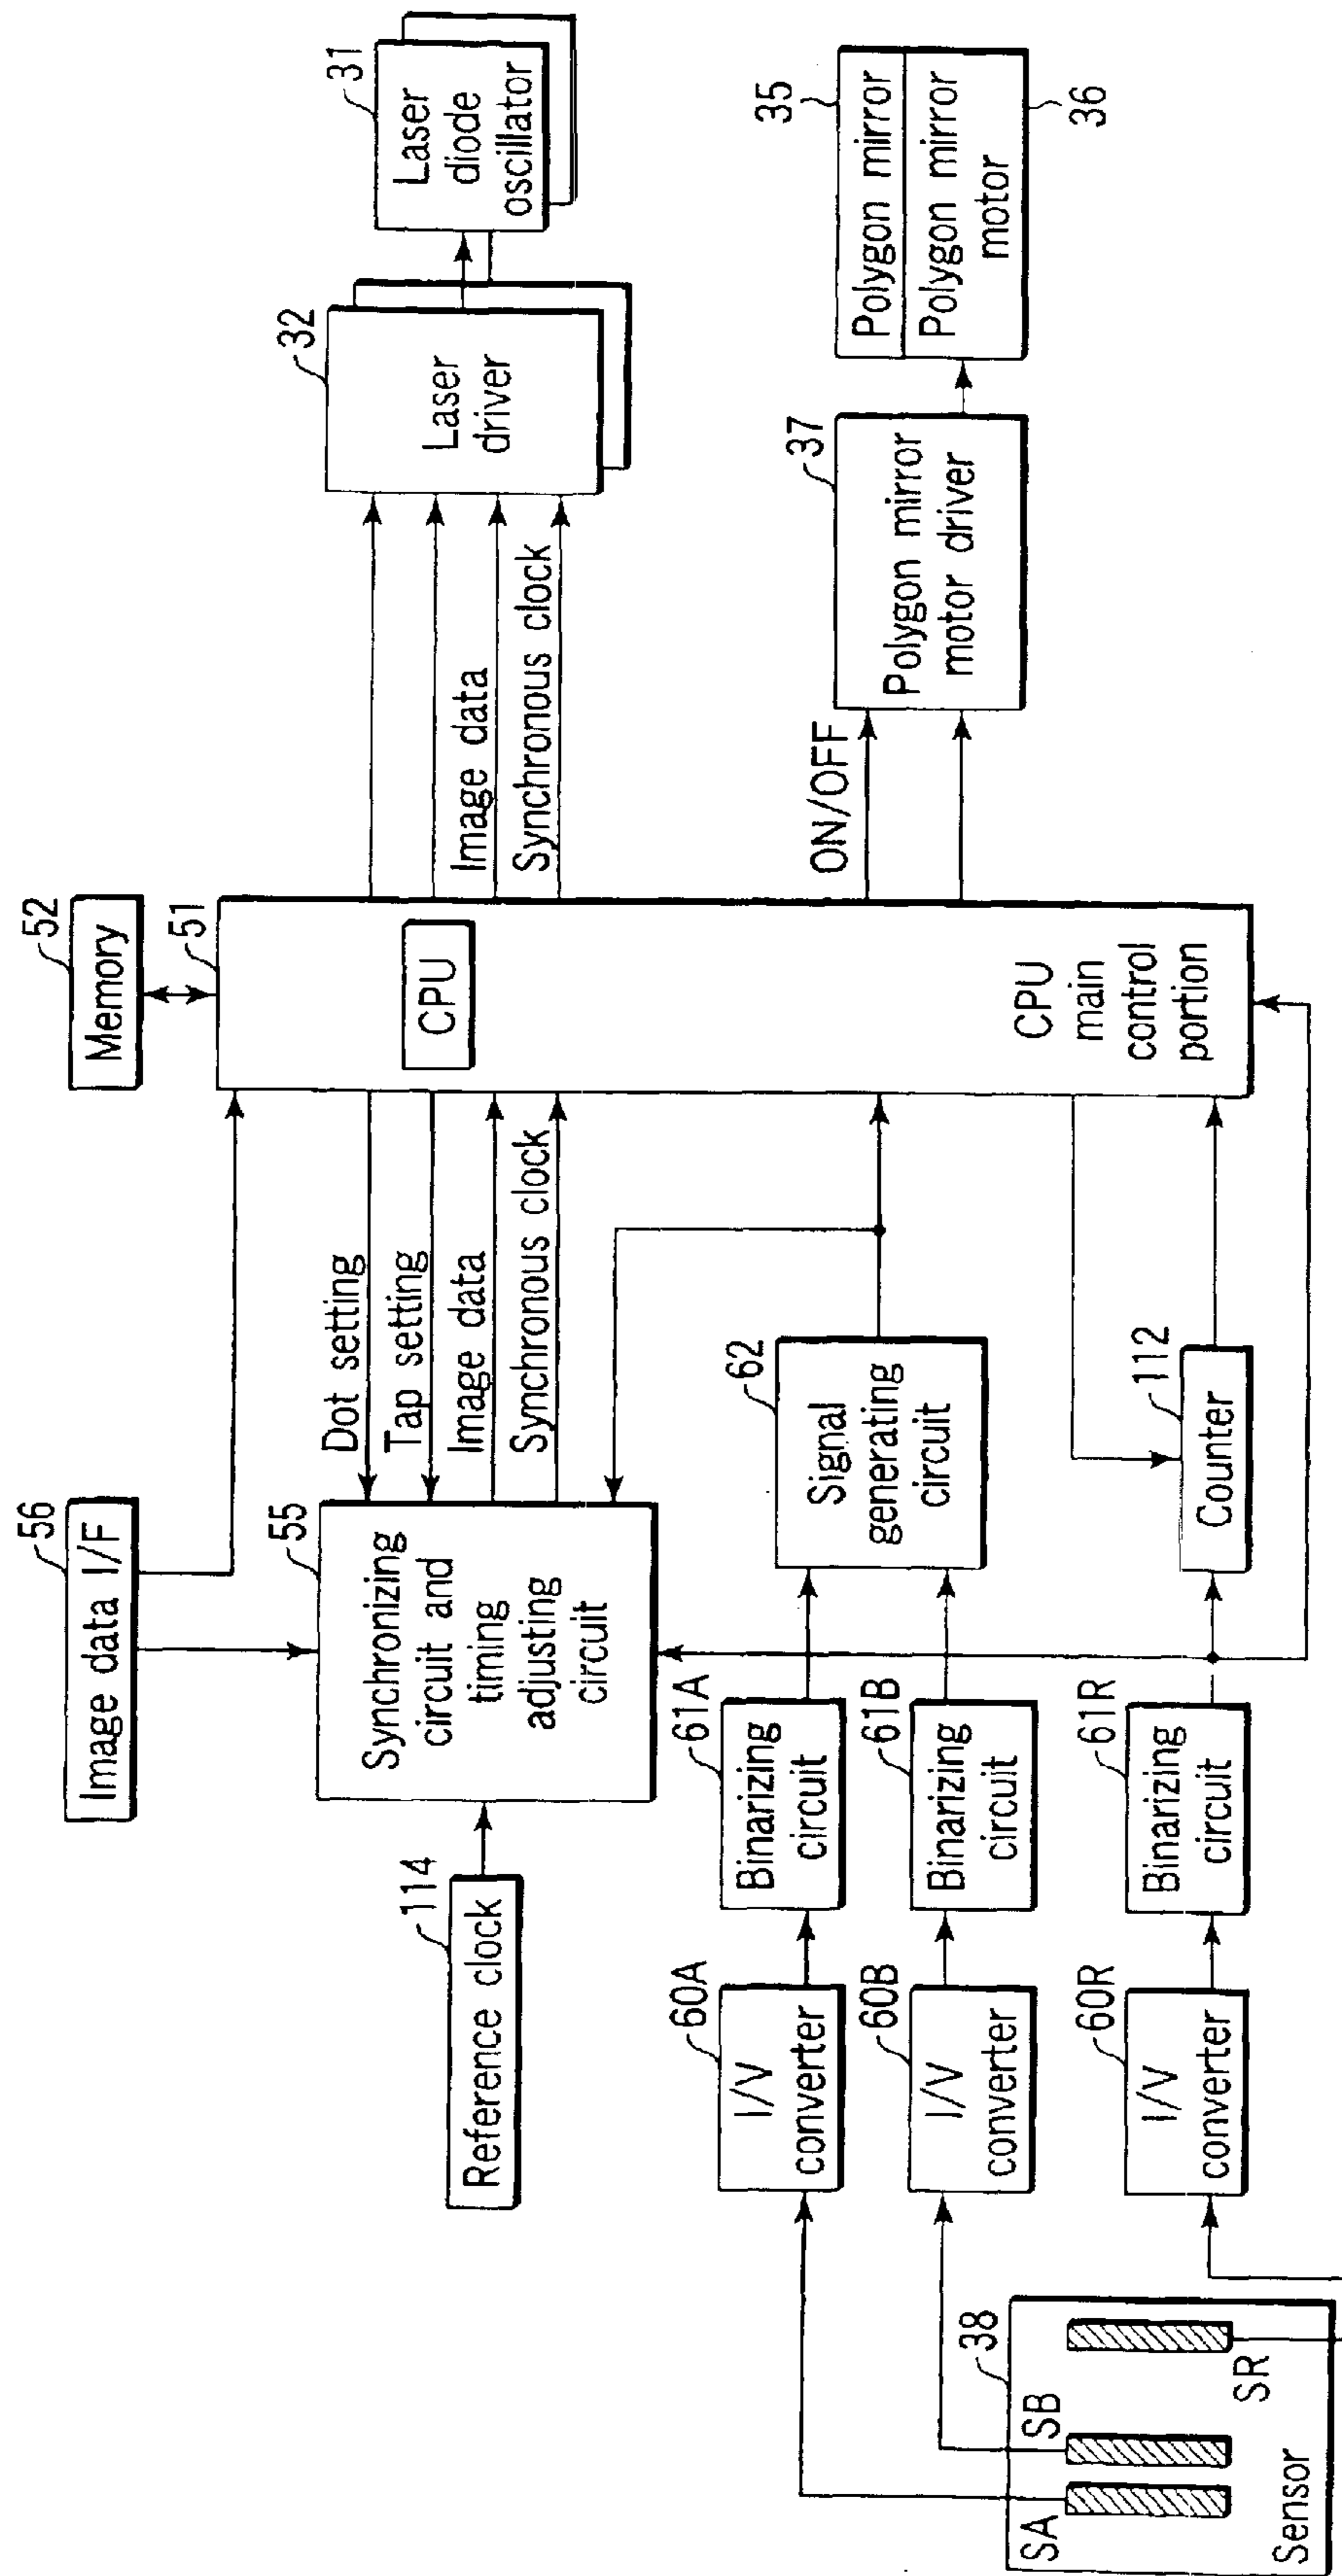 56
Image data I/F
52
Memory
114
Reference clock
55
Synchronizing
circuit and
timing
adjusting
circuit
Dot setting
Tap setting
Image data
Synchronous clock
51
CPU
CPU
main
control
portion
Image data
Synchronous clock
32
Laser
driver
31
Laser
diode
oscillator
ON/OFF
37
Polygon mirror
motor driver
35
Polygon mirror
Polygon mirror
motor
36
60A
I/V
converter
61A
Binarizing
circuit
60B
I/V
converter
61B
Binarizing
circuit
62
Signal
generating
circuit
60R
I/V
converter
61R
Binarizing
circuit
112
Counter
38
SA
SB
SR
Sensor